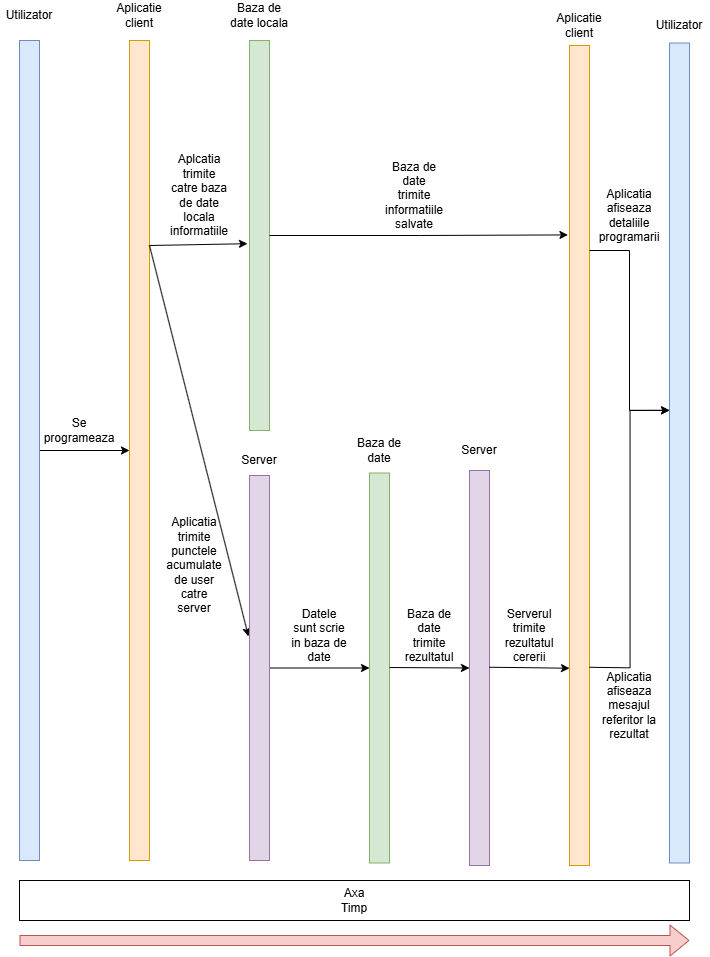 Utilizator
Aplicatie
client
Baza de
date locala
Aplicatie
client
Utilizator
Aplcatia
trimite
catre baza
de date
locala
informatiile
Baza de
date
trimite
informatiile
salvate
Aplicatia
afiseaza
detaliile
programarii
Se
programeaza
Server
Baza de
date
Server
Aplicatia
trimite
punctele
acumulate
de user
catre
server
Datele
sunt scrie
in baza de
date
Baza de
date
trimite
rezultatul
Serverul
trimite
rezultatul
cererii
Aplicatia
afiseaza
mesajul
referitor la
rezultat
Axa
Timp